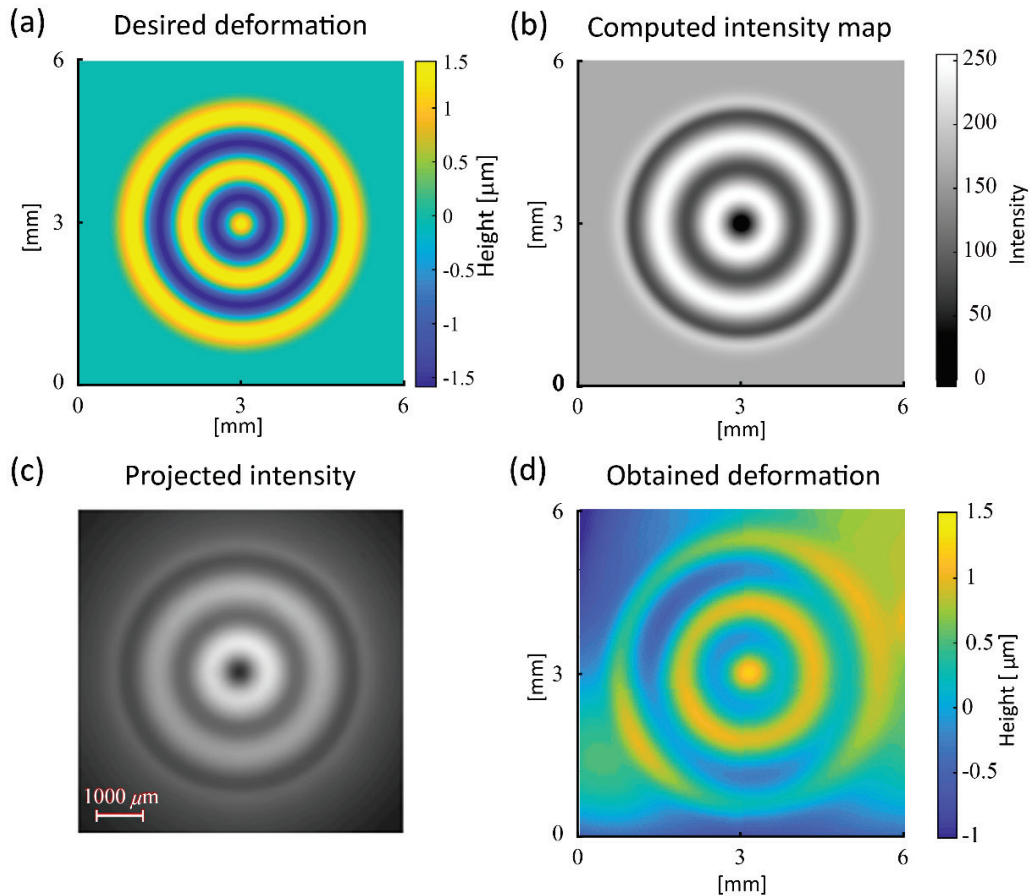 (a)
Desired deformation
6
3
0
[mm]
3
6
[mm]
1.5
1
0.5
0
-0.5
-1
-1.5
Height [µm]
(b)
Computed intensity map
6
3
0
[mm]
3
6
[mm]
250
200
150
100
50
0
Intensity
(c)
Projected intensity
1000 µm
(d)
Obtained deformation
6
3
0
[mm]
0
3
6
[mm]
1.5
1
0.5
0
-0.5
-1
Height [ µm]